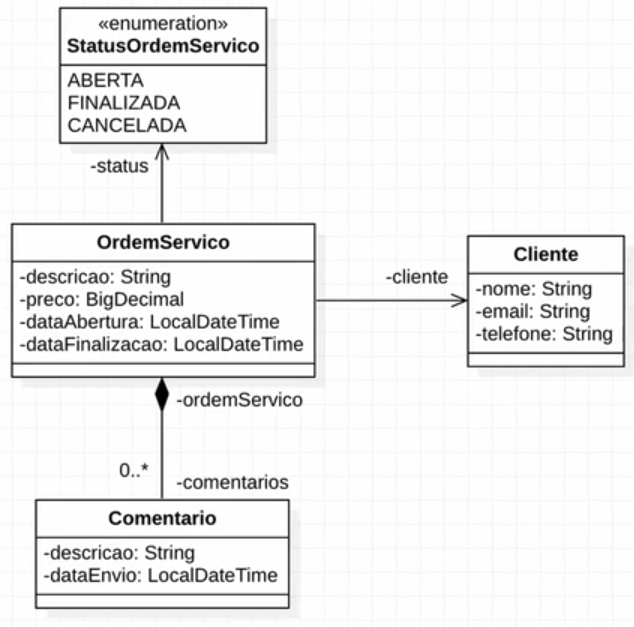 «enumeration»
StatusOrdemServico
ABERTA
FINALIZADA
CANCELADA
-status
OrdemServico
-descricao: String
-preco: BigDecimal
-dataAbertura: LocalDateTime
-dataFinalizacao: LocalDateTime
-cliente
Cliente
-nome: String
-email: String
-telefone: String
-ordemServico
0..*
-comentarios
Comentario
-descricao: String
-dataEnvio: LocalDateTime